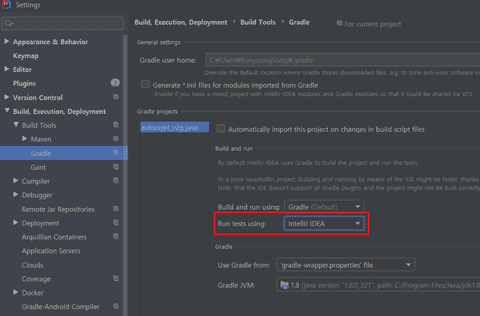 Settings
Build, Execution, Deployment › Build Tools › Gradle
For current project
Appearance & Behavior
Keymap
Editor
Plugins
Version Control
Build, Execution, Deployment
Build Tools
Maven
Gradle
Gant
Compiler
Debugger
Remote Jar Repositories
Deployment
Arquillian Containers
Application Servers
Clouds
Coverage
Docker
Gradle-Android Compiler
General settings
Gradle user home: C:\Users\EunyoungSong\.gradle
Override the default location where Gradle stores downloaded files, e.g. to tune anti-virus software co
Generate *.iml files for modules imported from Gradle
Enable if you have a mixed project with IntelliJ IDEA modules and Gradle modules so that it could be shared via VCS
Gradle projects
autocrypt_v2g_java
Automatically import this project on changes in build script files
Build and run
By default IntelliJ IDEA uses Gradle to build the project and run the tasks.
In a pure Java/Kotlin project, building and running by means of the IDE might be faster, thanks
Note, that the IDE doesn't support all Gradle plugins and the project might not be built correctly
Build and run using: Gradle (Default)
Run tests using: IntelliJ IDEA
Gradle
Use Gradle from: 'gradle-wrapper.properties' file
Gradle JVM: 1.8 (java version "1.8.0_221", path: C:/Program Files/Java/jdk1.8